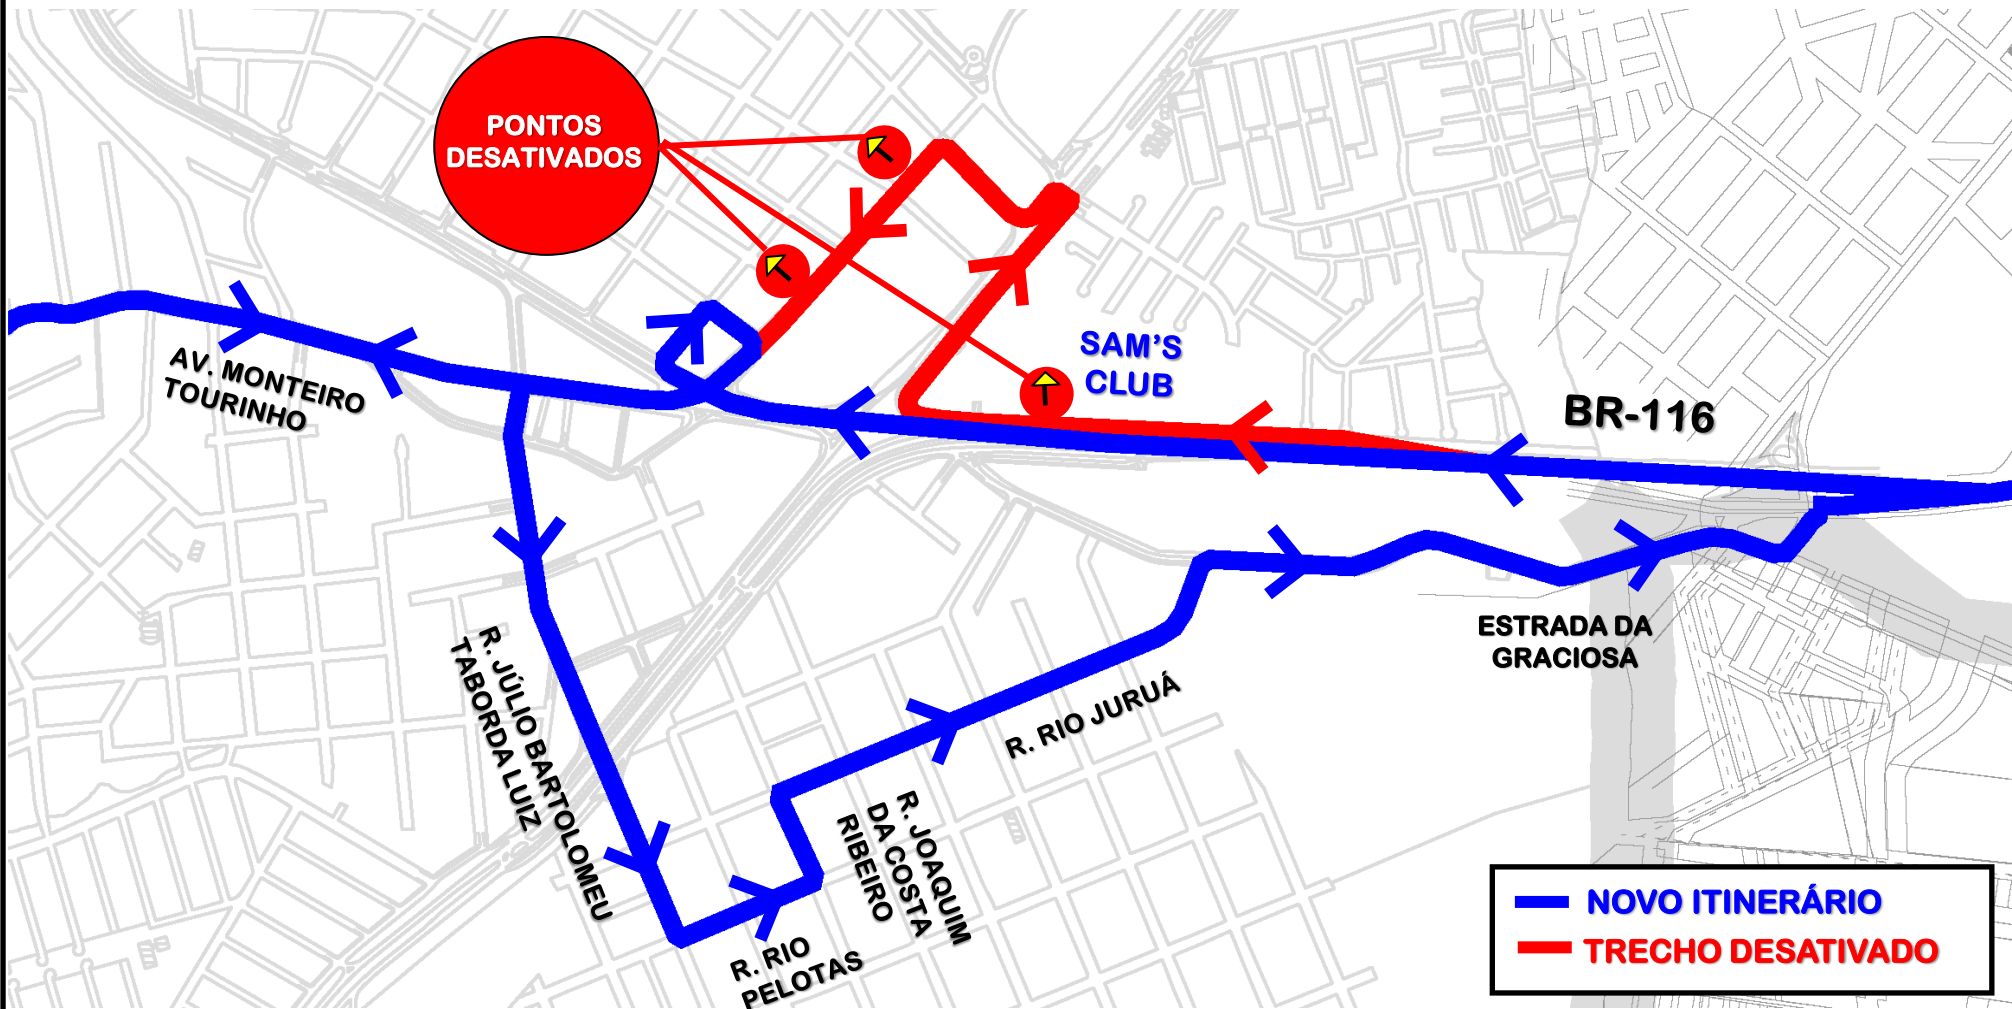 PONTOS
DESATIVADOS
SAM'S
CLUB
AV. MONTEIRO
TOURINHO
BR-116
ESTRADA DA
GRACIOSA
R. JÚLIO BARTOLOMEU
TABORDA LUIZ
R. RIO JURUÁ
R. JOAQUIM
DA COSTA
RIBEIRO
R. RIO
PELOTAS
NOVO ITINERÁRIO
TRECHO DESATIVADO